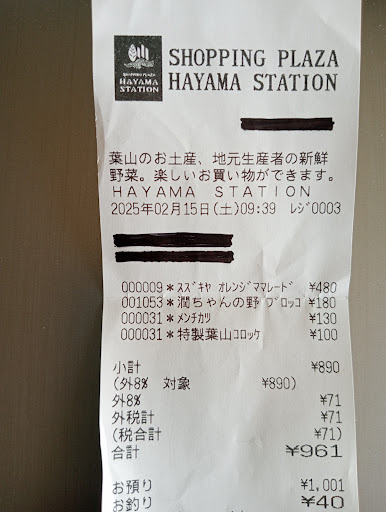 SHOPPING PLAZA
HAYAMA
STATION
SHOPPING PLAZA
HAYAMA STATION
葉山のお土産、地元生産者の新鮮
野菜。楽しいお買い物ができます。
HAYAMA STATION
2025年02月15日(土)09:39 レジ0003
000009*スズキヤ オレンジママレード ¥480
001053*潤ちゃんの野 ブロッコ ¥180
000031*メンチカツ ¥130
000031*特製葉山コロッケ ¥100
小計 ¥890
(外8% 対象 ¥890)
外8% ¥71
外税計 ¥71
(税合計 ¥71)
合計 ¥961
お預り ¥1,001
お釣り ¥40